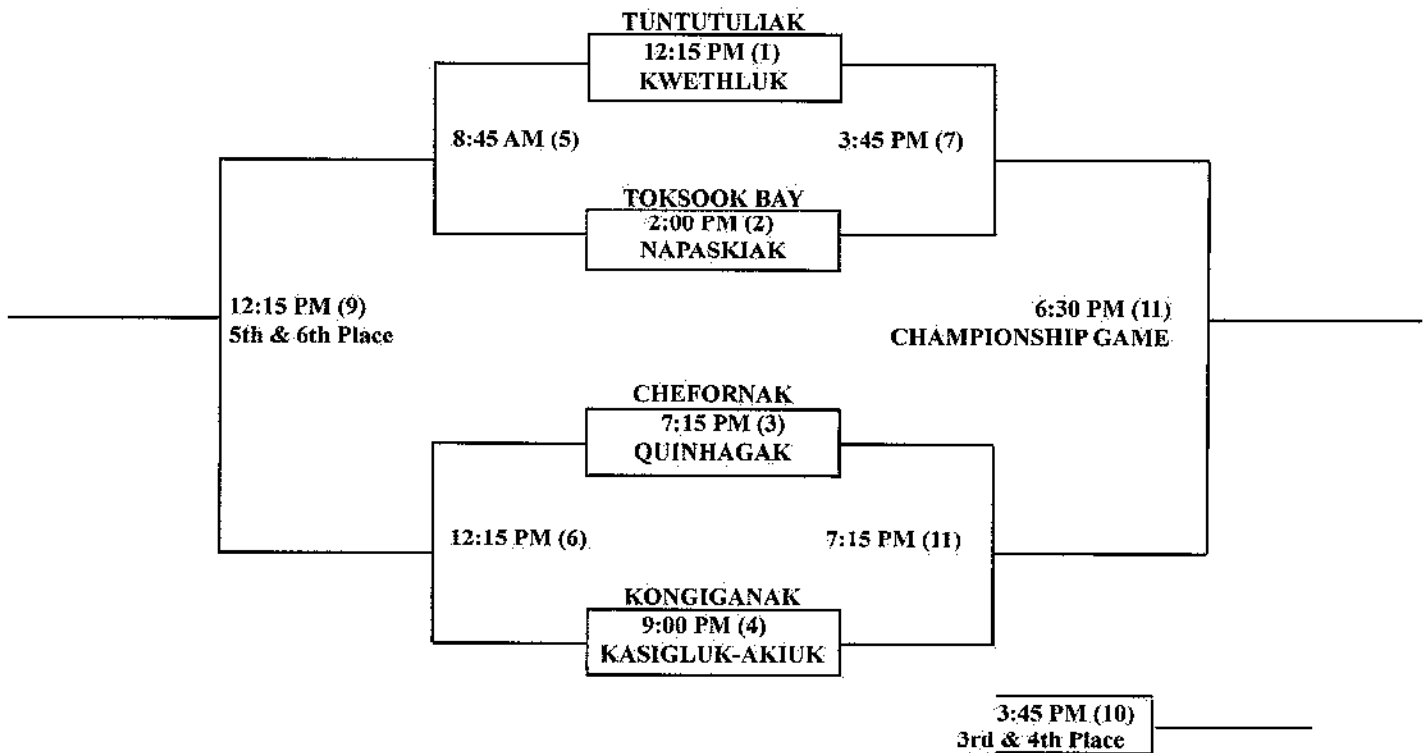 TUNTUTULIAK
12:15 PM (1)
KWETHLUK
8:45 AM (5)
3:45 PM (7)
TOKSOOK BAY
2:00 PM (2)
NAPASKIAK
12:15 PM (9)
5th & 6th Place
6:30 PM (11)
CHAMPIONSHIP GAME
CHEFORNAK
7:15 PM (3)
QUINHAGAK
12:15 PM (6)
7:15 PM (11)
KONGIGANAK
9:00 PM (4)
KASIGLUK-AKIUK
3:45 PM (10)
3rd & 4th Place